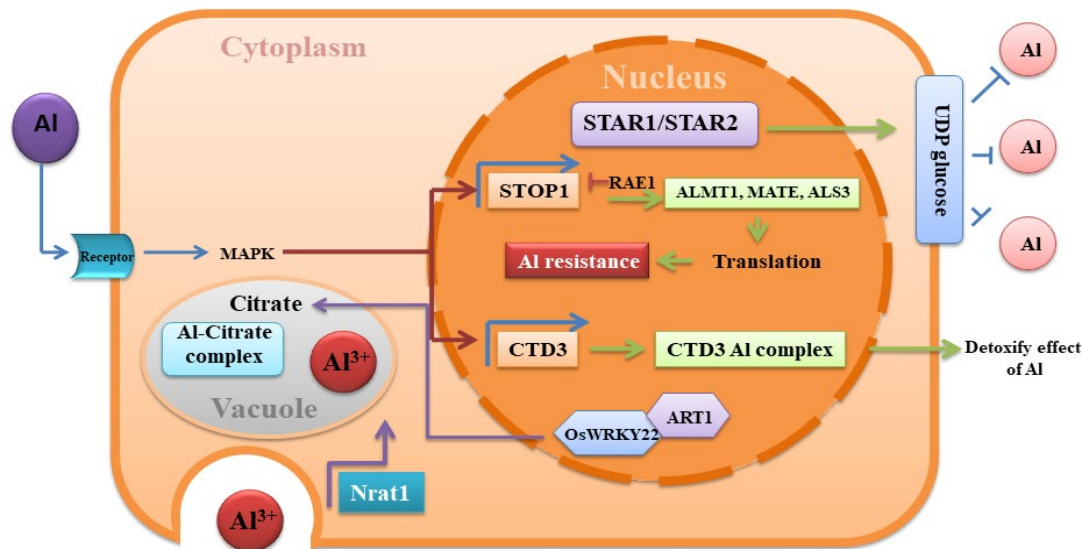 Cytoplasm
Nucleus
Al
Al
Al
Al
UDP glucose
STAR1/STAR2
STOP1
RAE1
ALMT1, MATE, ALS3
Receptor
MAPK
Al resistance
Translation
Citrate
Al-Citrate
complex
Al³⁺
Vacuole
CTD3
CTD3 Al complex
Detoxify effect
of Al
OsWRKY22
ART1
Nrat1
Al³⁺